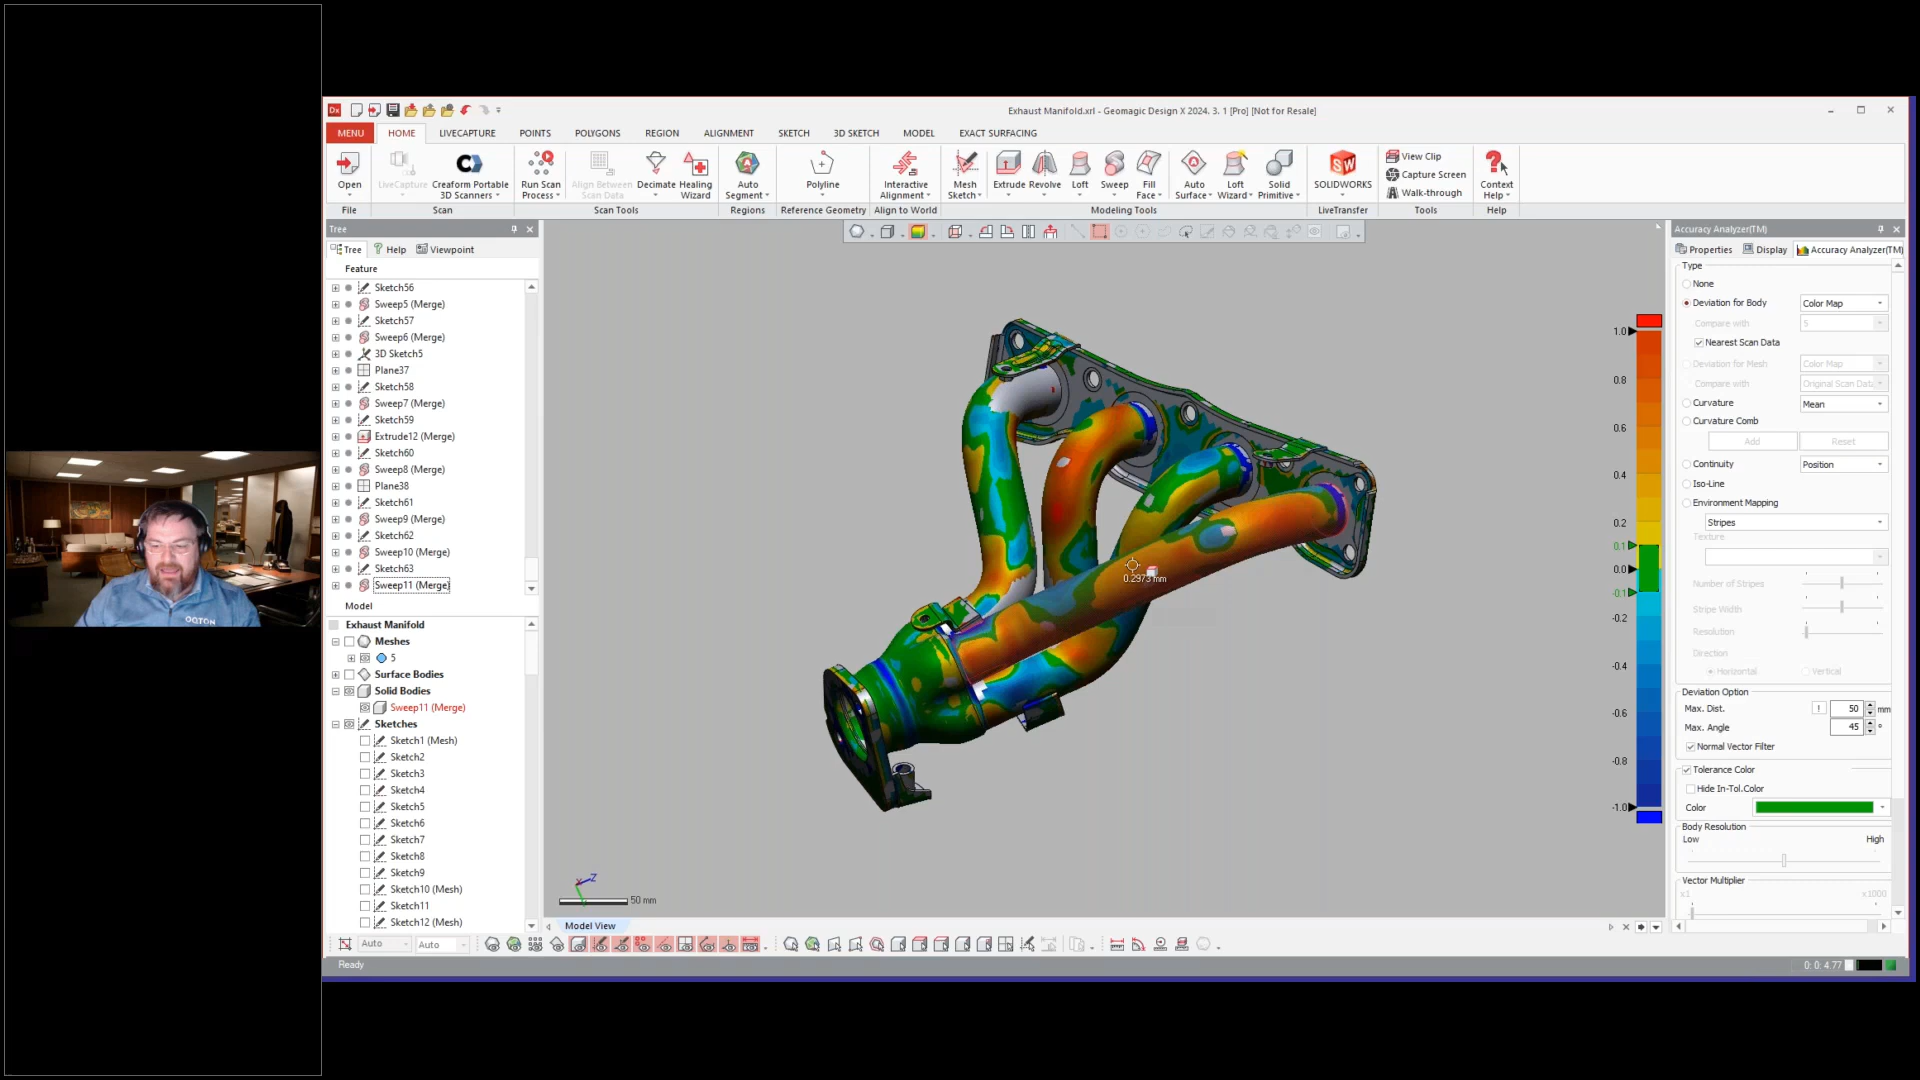 Exhaust Manifold.xrl - Geomagic Design X 2024. 3. 1 [Pro] [Not for Resale]
MENU HOME LIVECAPTURE POINTS POLYGONS REGION ALIGNMENT SKETCH 3D SKETCH MODEL EXACT SURFACING
Open LiveCapture Creaform Portable 3D Scanners Run Scan Process Align Between Scan Data Decimate Healing Wizard Auto Segment Polyline Interactive Alignment Mesh Sketch Extrude Revolve Loft Sweep Fill Face Auto Surface Loft Wizard Solid Primitive SOLIDWORKS View Clip Capture Screen Walk-through Context Help
File Scan Scan Tools Regions Reference Geometry Align to World Modeling Tools LiveTransfer Tools Help
Tree
Tree Help Viewpoint
Feature
Sketch56
Sweep5 (Merge)
Sketch57
Sweep6 (Merge)
3D Sketch5
Plane37
Sketch58
Sweep7 (Merge)
Sketch59
Extrude12 (Merge)
Sketch60
Sweep8 (Merge)
Plane38
Sketch61
Sweep9 (Merge)
Sketch62
Sweep10 (Merge)
Sketch63
Sweep11 (Merge)
Model
Exhaust Manifold
Meshes
5
Surface Bodies
Solid Bodies
Sweep11 (Merge)
Sketches
Sketch1 (Mesh)
Sketch2
Sketch3
Sketch4
Sketch5
Sketch6
Sketch7
Sketch8
Sketch9
Sketch10 (Mesh)
Sketch11
Sketch12 (Mesh)
OQTON
0.2973 mm
Z
50 mm
1.0
0.8
0.6
0.4
0.2
0.1
0.0
-0.1
-0.2
-0.4
-0.6
-0.8
-1.0
Accuracy Analyzer(TM)
Properties Display Accuracy Analyzer(TM)
Type
None
Deviation for Body Color Map
Compare with 5
Nearest Scan Data
Deviation for Mesh Color Map
Compare with Original Scan Data
Curvature Mean
Curvature Comb
Add Reset
Continuity Position
Iso-Line
Environment Mapping
Stripes
Texture
Number of Stripes
Stripe Width
Resolution
Direction
Horizontal Vertical
Deviation Option
Max. Dist. ! 50 mm
Max. Angle 45 °
Normal Vector Filter
Tolerance Color
Hide In-Tol.Color
Color
Body Resolution
Low High
Vector Multiplier
x1 x1000
Model View
Auto Auto
Ready
0: 0: 4.77